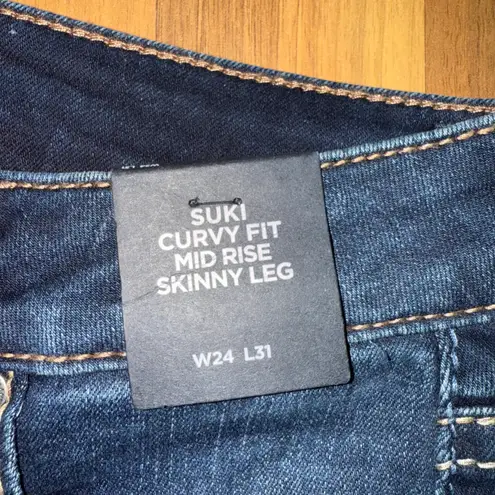 SUKI
CURVY FIT
MID RISE
SKINNY LEG
W24 L31